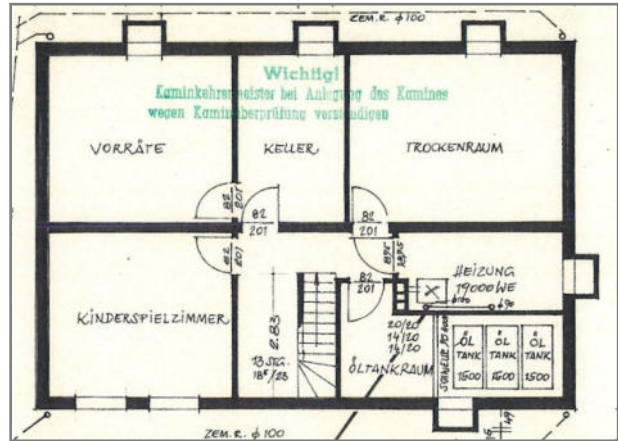 ZEM.R. ϕ100
Wichtig!
Kaminkehrermeister bei Anlegung des Kamines
wegen Kaminüberprüfung verständigen
VORRÄTE
KELLER
TROCKENRAUM
82
201
82
201
82
201
82
201
HEIZUNG
19000 WE
82
201
KINDERSPIELZIMMER
2.83
13 STG.
20/20
14/20
14/20
ÖLTANKRAUM
ÖL
TANK
1500
ÖL
TANK
1500
ÖL
TANK
1500
ZEM.R. ϕ100